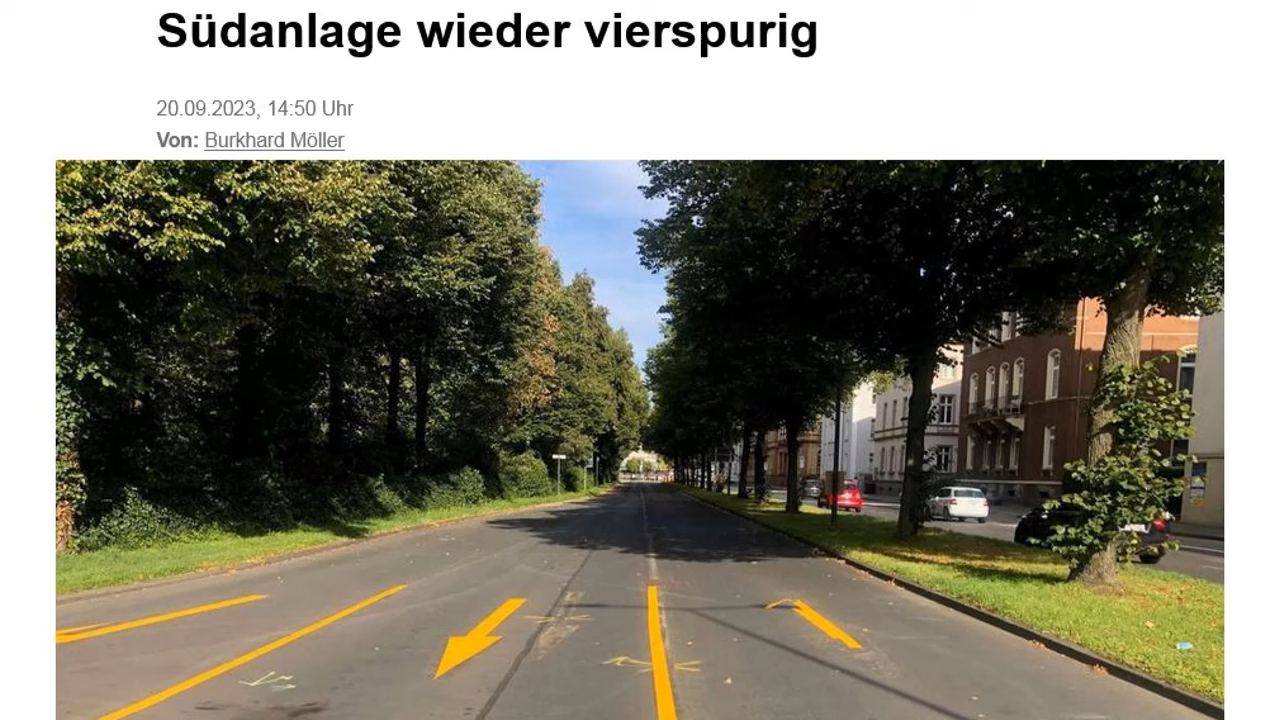 Südanlage wieder vierspurig
20.09.2023, 14:50 Uhr
Von: Burkhard Möller